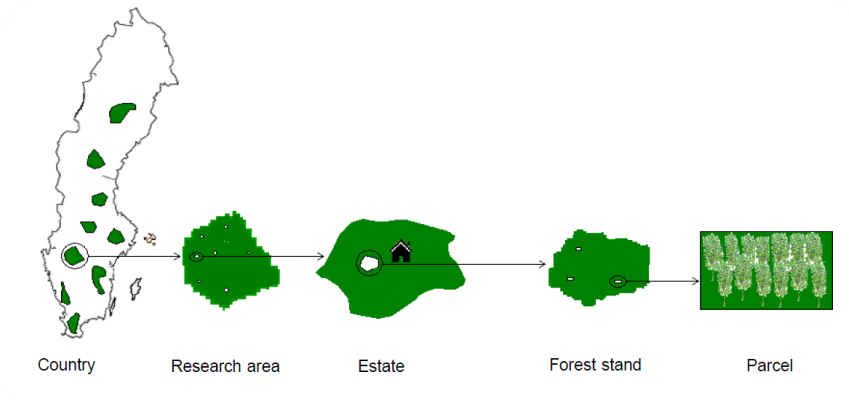 Country
Research area
Estate
Forest stand
Parcel